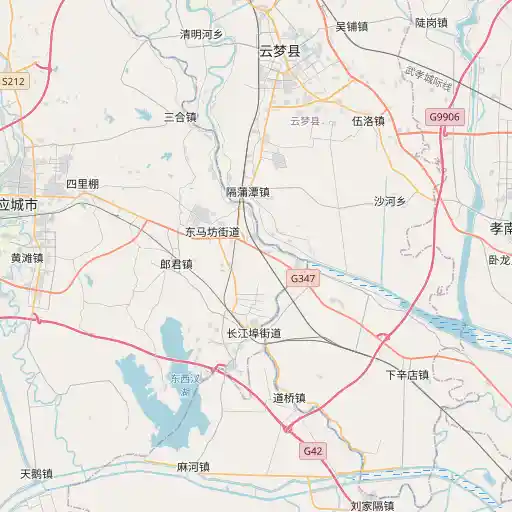 吴铺镇
陡岗镇
清明河乡
云梦县
武孝城际线
S212
G9906
三合镇
云梦县
伍洛镇
四里棚
隔蒲潭镇
沙河乡
应城市
东马坊街道
孝南
黄滩镇
郎君镇
卧龙
G347
长江埠街道
东西汊
湖
下辛店镇
道桥镇
G42
麻河镇
天鹅镇
刘家隔镇